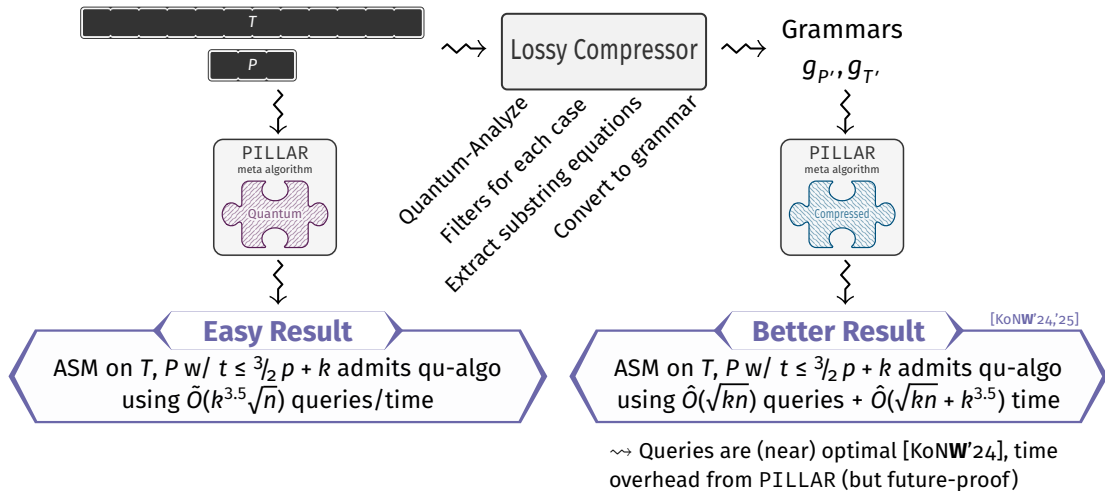 T
P
Lossy Compressor
Grammars
g_P', g_T'
Quantum-Analyze
Filters for each case
Extract substring equations
Convert to grammar
PILLAR
meta algorithm
Quantum
PILLAR
meta algorithm
Compressed
Easy Result
ASM on T, P w/ t ≤ 3/2 p + k admits qu-algo
using Õ(k^3.5 √n) queries/time
Better Result
[KoNW'24,'25]
ASM on T, P w/ t ≤ 3/2 p + k admits qu-algo
using Ô(√kn) queries + Ô(√kn + k^3.5) time
⇝ Queries are (near) optimal [KoNW'24], time
overhead from PILLAR (but future-proof)